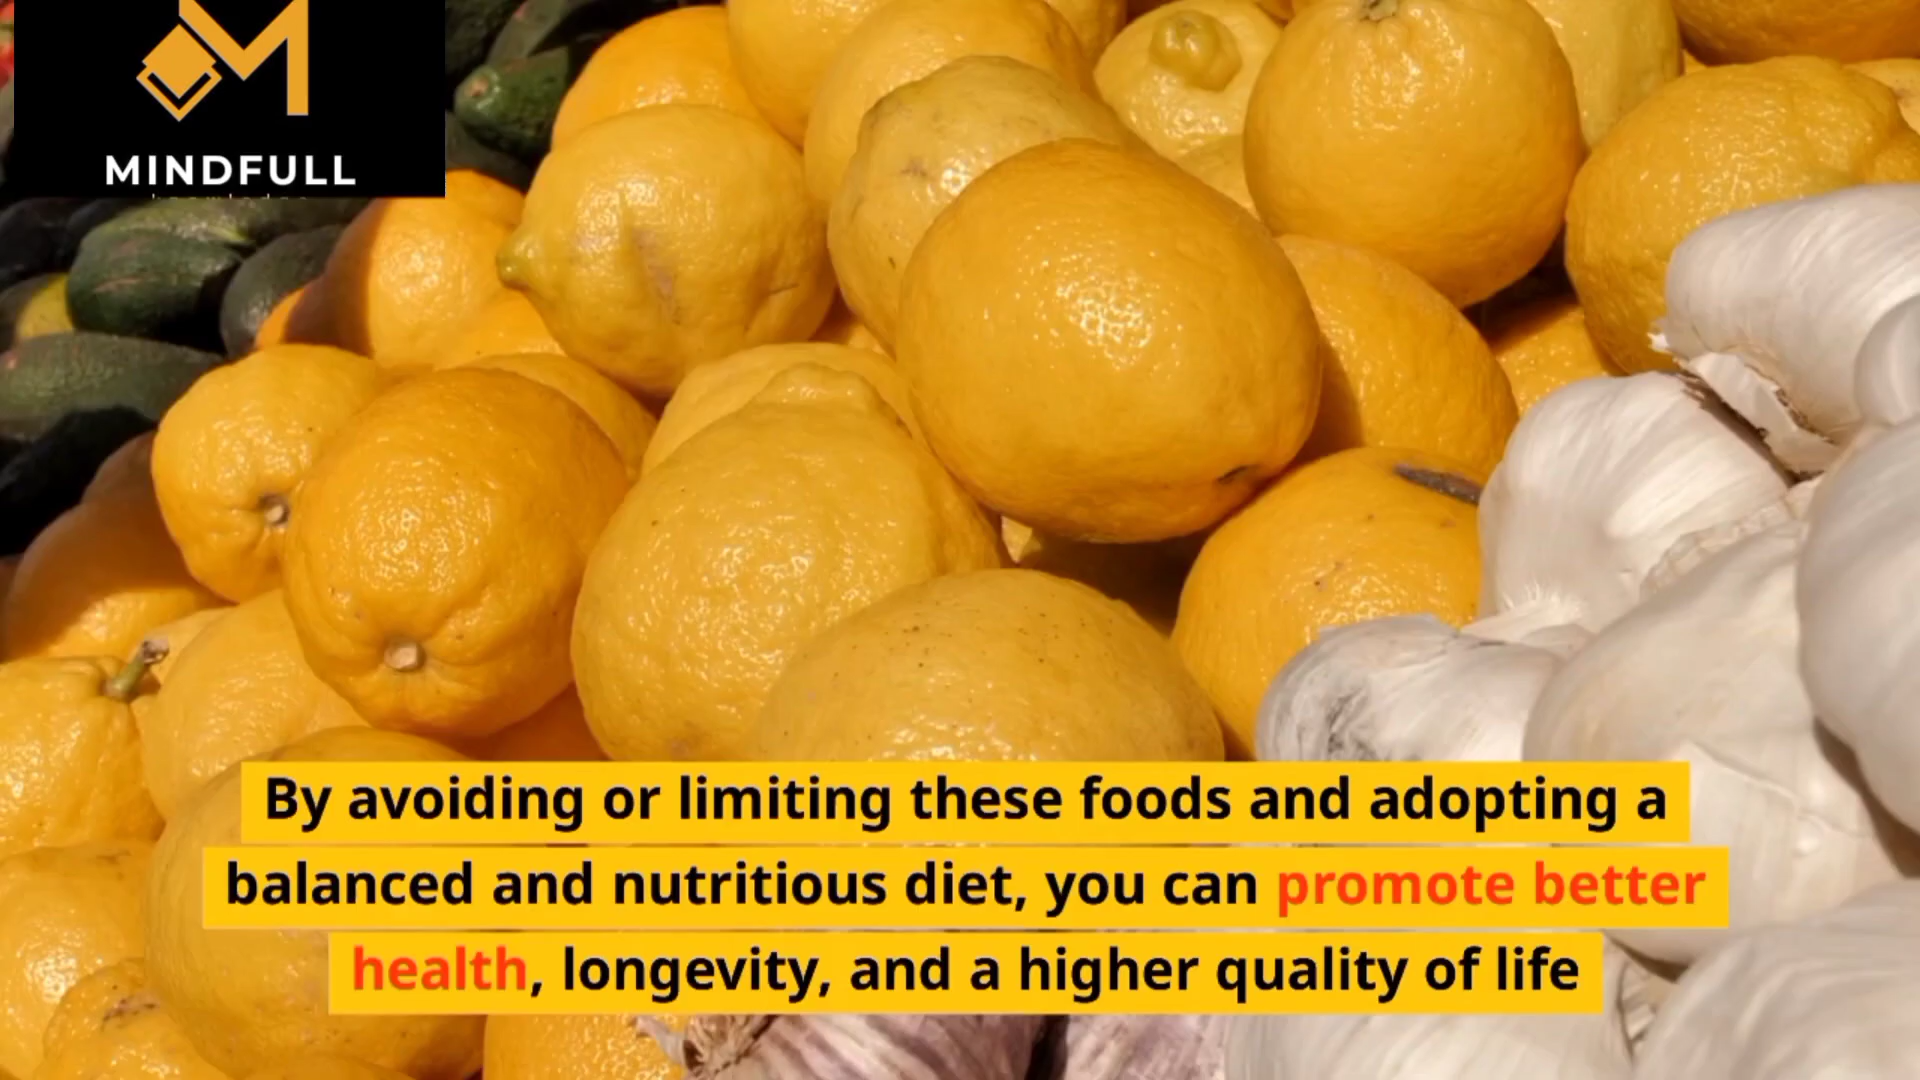 MINDFULL
By avoiding or limiting these foods and adopting a
balanced and nutritious diet, you can promote better
health, longevity, and a higher quality of life